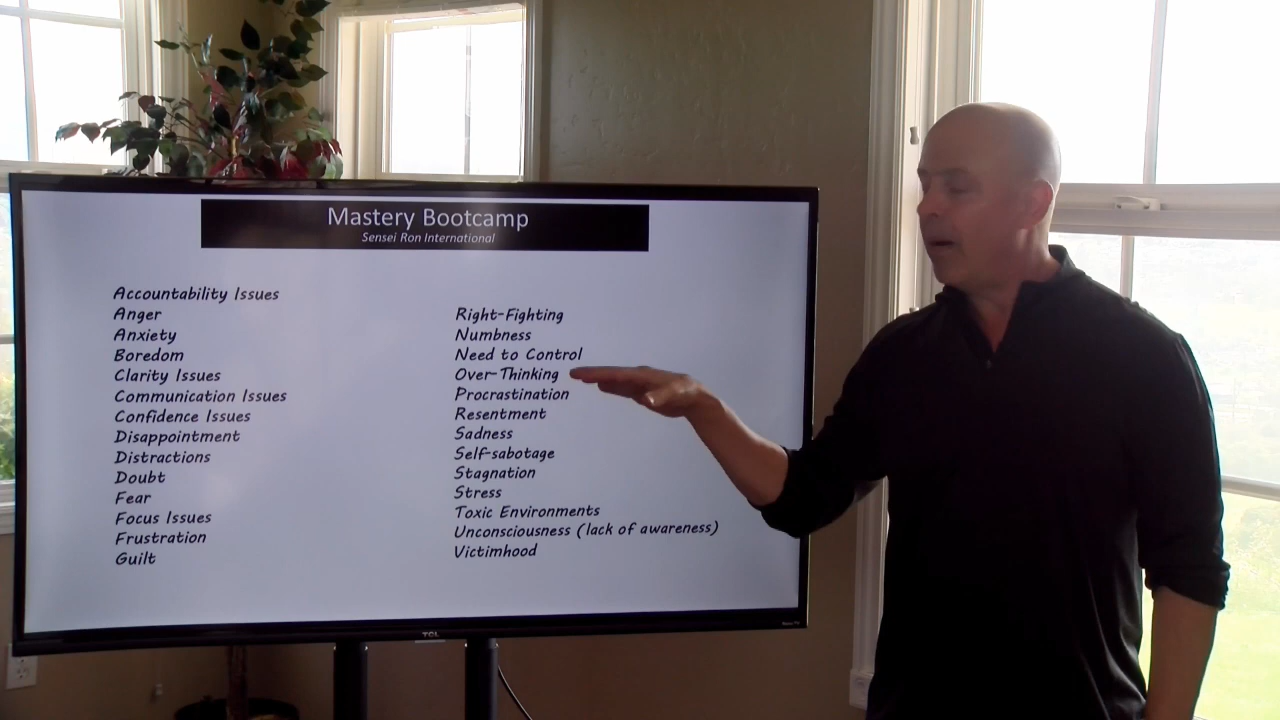 Mastery Bootcamp
Sensei Ron International
Accountability Issues
Anger
Anxiety
Boredom
Clarity Issues
Communication Issues
Confidence Issues
Disappointment
Distractions
Doubt
Fear
Focus Issues
Frustration
Guilt
Right-Fighting
Numbness
Need to Control
Over-Thinking
Procrastination
Resentment
Sadness
Self-sabotage
Stagnation
Stress
Toxic Environments
Unconsciousness (lack of awareness)
Victimhood
TCL